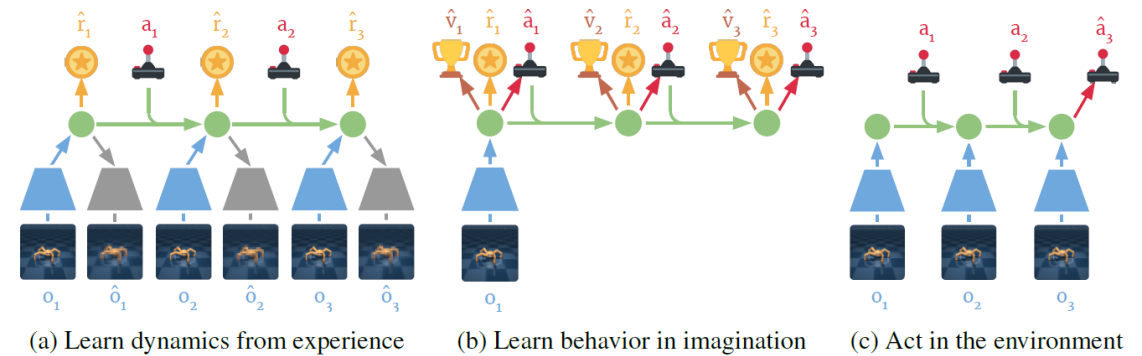 r̂₁ a₁ r̂₂ a₂ r̂₃
o₁ ô₁ o₂ ô₂ o₃ ô₃
(a) Learn dynamics from experience
v̂₁ r̂₁ â₁ v̂₂ r̂₂ â₂ v̂₃ r̂₃ â₃
o₁
(b) Learn behavior in imagination
a₁ a₂ â₃
o₁ o₂ o₃
(c) Act in the environment